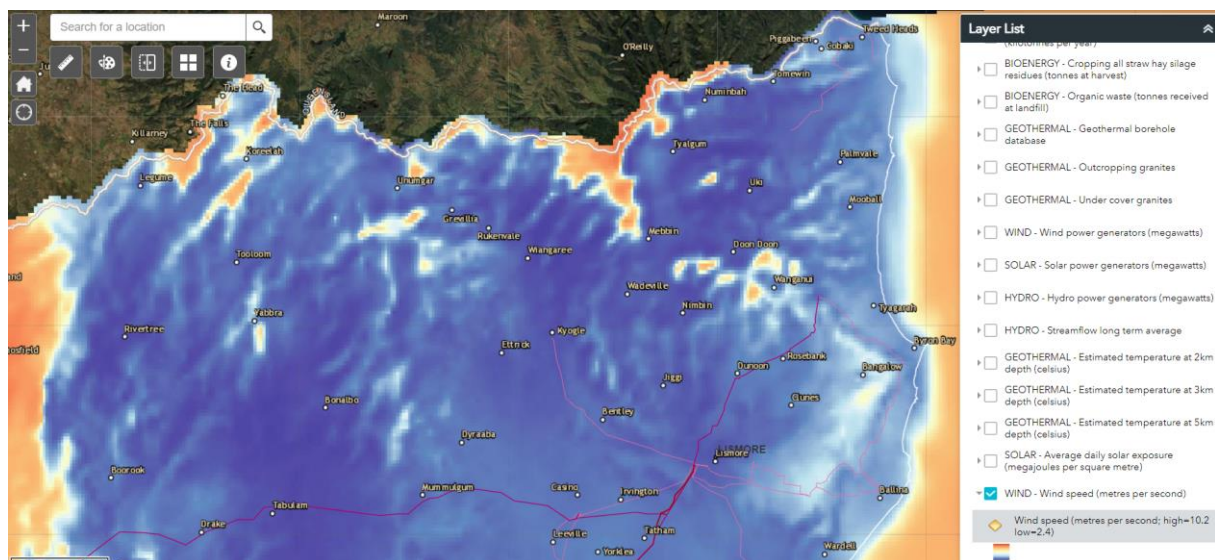 Search for a location
Maroon
O'Reilly
Piggabeen
Tweed Heads
Cobaki
Tomewin
The Head
Numinbah
Killarney
The Falls
Koreelah
Tyalgum
Palmvale
Legume
Unumgar
Uki
Mooball
Grevillia
Rukenvale
Mebbin
Doon Doon
Tooloom
Wiangaree
Wanganui
Wadeville
Nimbin
Tyagarah
Yabbra
Rivertree
Kyogle
Byron Bay
Ettrick
Rosebank
Dunoon
Bangalow
Jiggi
Bonalbo
Clunes
Bentley
Dyraaba
LISMORE
Lismore
Boorook
Mummulgum
Casino
Irvington
Ballina
Tabulam
Drake
Tatham
Leeville
Yorklea
Wardell
Layer List
(kilotonnes per year)
BIOENERGY - Cropping all straw hay silage
residues (tonnes at harvest)
BIOENERGY - Organic waste (tonnes received
at landfill)
GEOTHERMAL - Geothermal borehole
database
GEOTHERMAL - Outcropping granites
GEOTHERMAL - Under cover granites
WIND - Wind power generators (megawatts)
SOLAR - Solar power generators (megawatts)
HYDRO - Hydro power generators (megawatts)
HYDRO - Streamflow long term average
GEOTHERMAL - Estimated temperature at 2km
depth (celsius)
GEOTHERMAL - Estimated temperature at 3km
depth (celsius)
GEOTHERMAL - Estimated temperature at 5km
depth (celsius)
SOLAR - Average daily solar exposure
(megajoules per square metre)
WIND - Wind speed (metres per second)
Wind speed (metres per second; high=10.2
low=2.4)